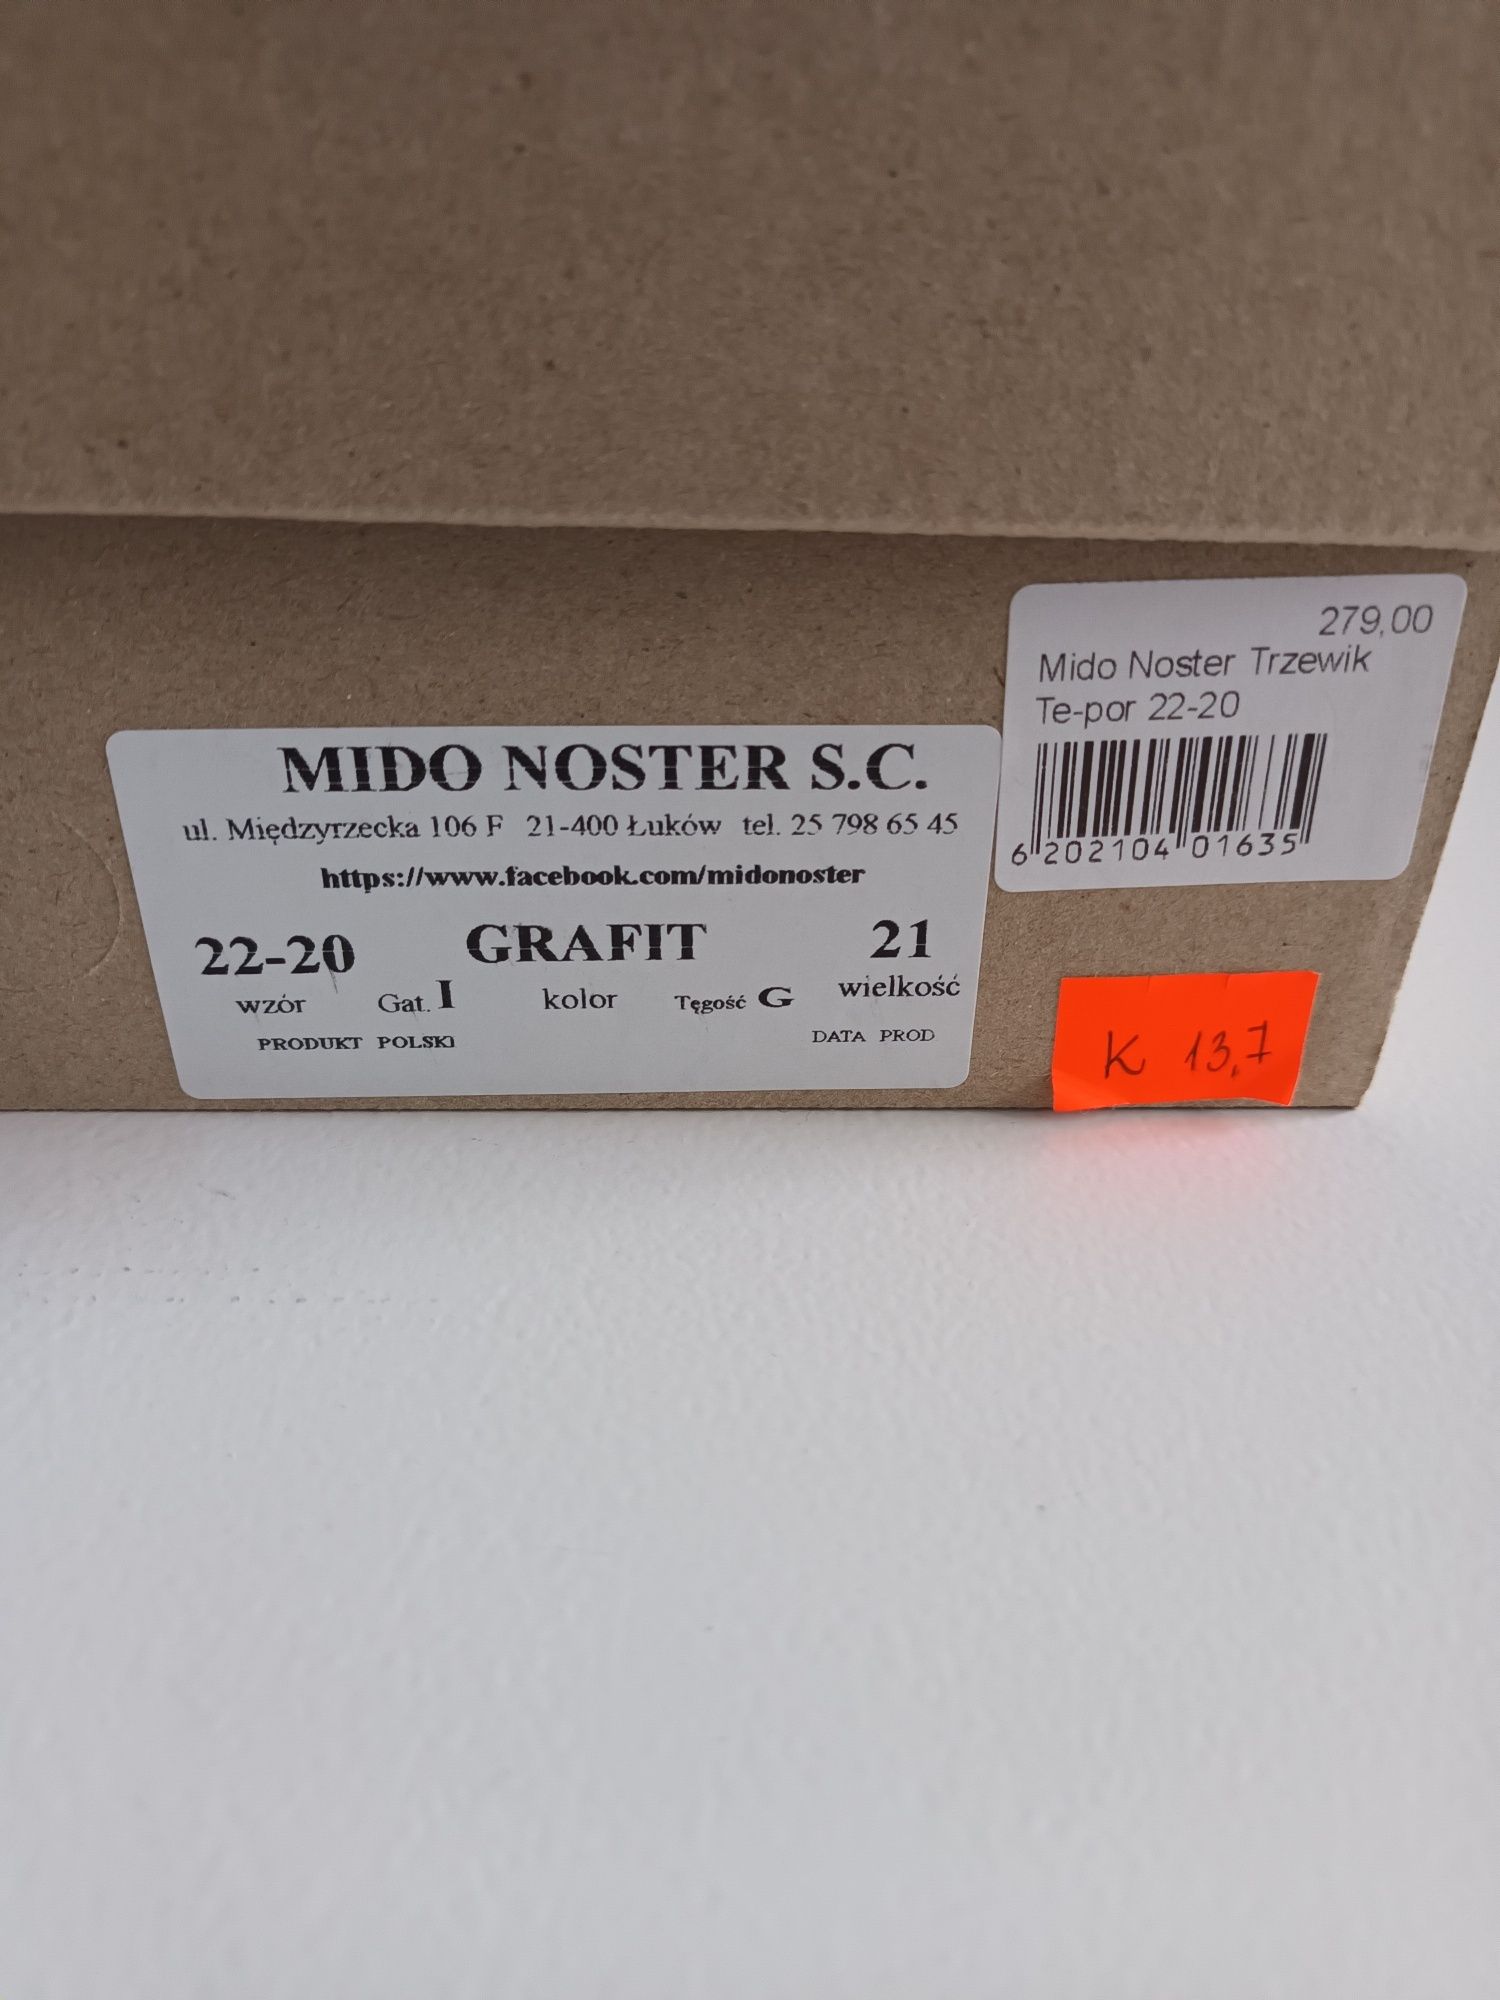 279,00
Mido Noster Trzewik
Te-por 22-20
6 202104 01635
MIDO NOSTER S.C.
ul. Międzyrzecka 106 F 21-400 Łuków tel. 25 798 65 45
https://www.facebook.com/midonoster
22-20 GRAFIT 21
wzór Gat. I kolor Tęgość G wielkość
PRODUKT POLSKI DATA PROD
K 13,7